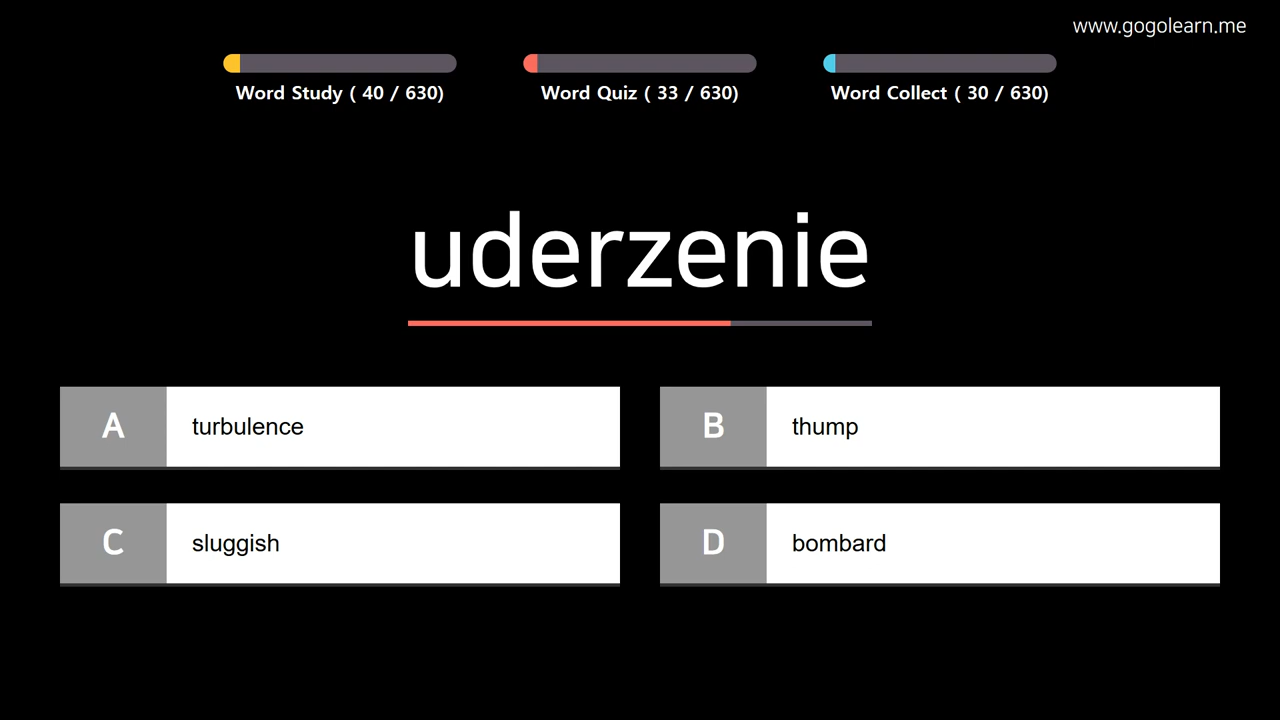 www.gogolearn.me
Word Study ( 40 / 630)
Word Quiz ( 33 / 630)
Word Collect ( 30 / 630)
uderzenie
A turbulence
B thump
C sluggish
D bombard